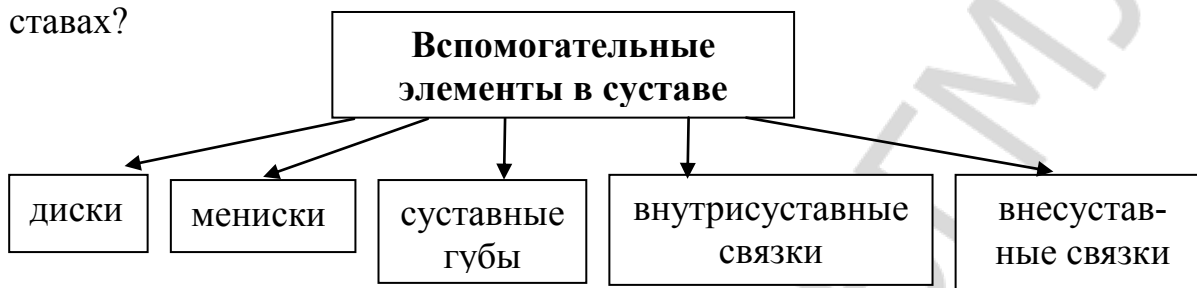 ставах?
Вспомогательные
элементы в суставе
диски
мениски
суставные
губы
внутрисуставные
связки
внесустав-
ные связки